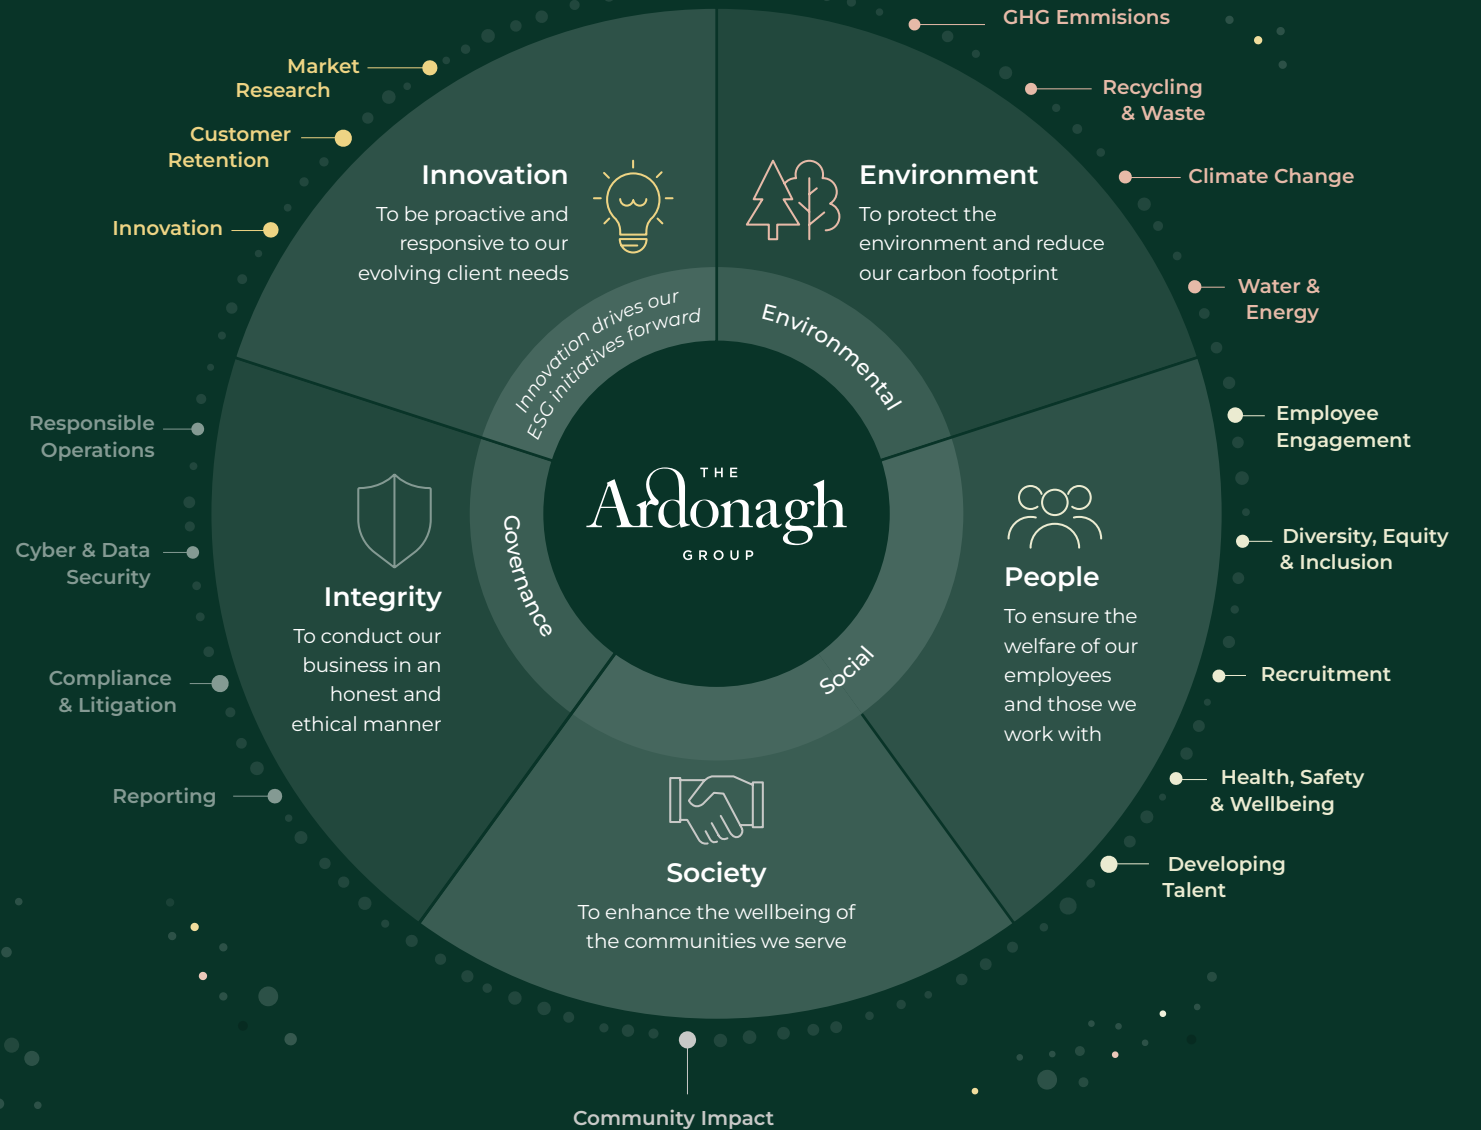 GHG Emmisions
Recycling
& Waste
Climate Change
Water &
Energy
Market
Research
Customer
Retention
Innovation
Innovation
To be proactive and
responsive to our
evolving client needs
Environment
To protect the
environment and reduce
our carbon footprint
Innovation drives our
ESG initiatives forward
Environmental
Responsible
Operations
Cyber & Data
Security
Compliance
& Litigation
Reporting
Integrity
To conduct our
business in an
honest and
ethical manner
Governance
THE
Ardonagh
GROUP
Social
People
To ensure the
welfare of our
employees
and those we
work with
Employee
Engagement
Diversity, Equity
& Inclusion
Recruitment
Health, Safety
& Wellbeing
Developing
Talent
Society
To enhance the wellbeing of
the communities we serve
Community Impact